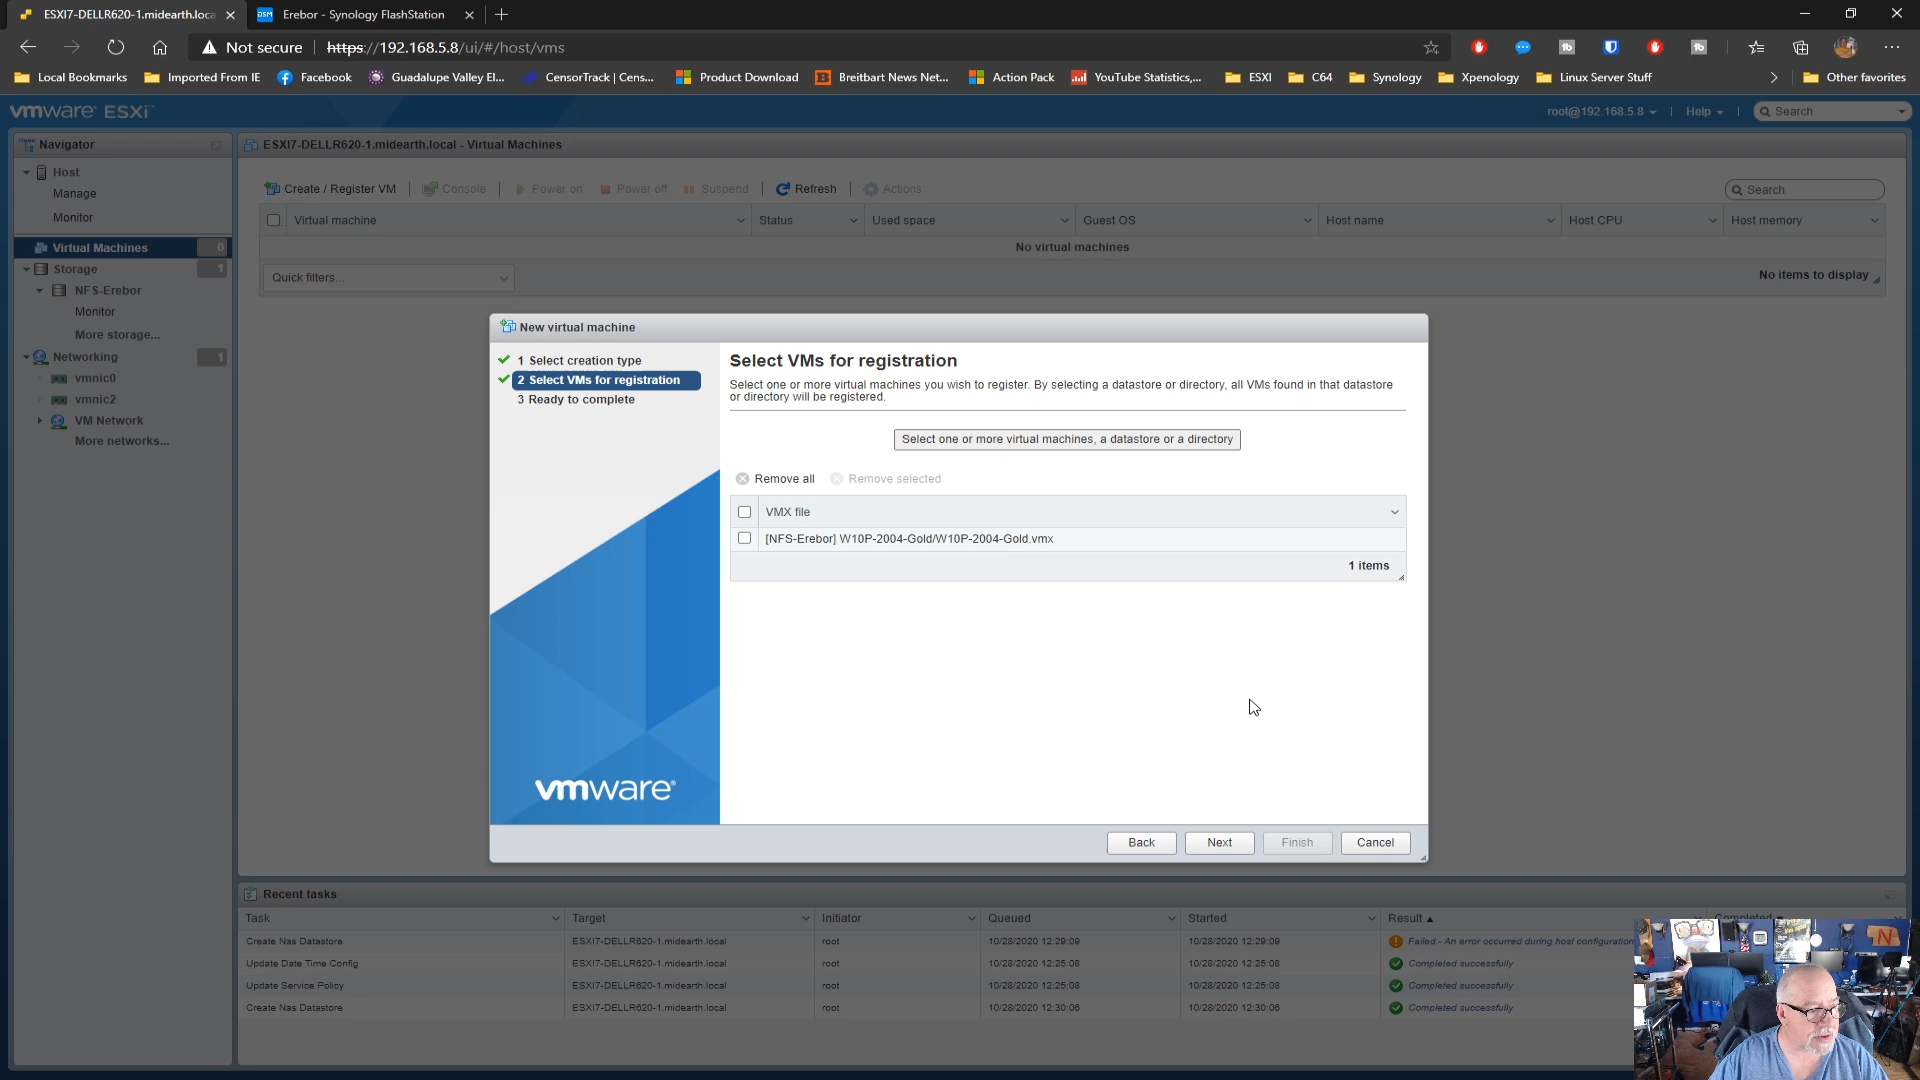 ESXI7-DELLR620-1.midearth.loca
Erebor - Synology FlashStation
Not secure
https://192.168.5.8/ui/#/host/vms
Local Bookmarks
Imported From IE
Facebook
Guadalupe Valley El...
CensorTrack | Cens...
Product Download
Breitbart News Net...
Action Pack
YouTube Statistics,...
ESXI
C64
Synology
Xpenology
Linux Server Stuff
Other favorites
vmware ESXi
root@192.168.5.8
Help
Search
Navigator
ESXI7-DELLR620-1.midearth.local - Virtual Machines
Host
Manage
Monitor
Virtual Machines 0
Storage 1
NFS-Erebor
Monitor
More storage...
Networking 1
vmnic0
vmnic2
VM Network
More networks...
Create / Register VM
Console
Power on
Power off
Suspend
Refresh
Actions
Search
Virtual machine
Status
Used space
Guest OS
Host name
Host CPU
Host memory
No virtual machines
Quick filters...
No items to display
New virtual machine
1 Select creation type
2 Select VMs for registration
3 Ready to complete
vmware
Select VMs for registration
Select one or more virtual machines you wish to register. By selecting a datastore or directory, all VMs found in that datastore
or directory will be registered.
Select one or more virtual machines, a datastore or a directory
Remove all
Remove selected
VMX file
[NFS-Erebor] W10P-2004-Gold/W10P-2004-Gold.vmx
1 items
Back
Next
Finish
Cancel
Recent tasks
Task Target Initiator Queued Started Result Completed
Create Nas Datastore ESXI7-DELLR620-1.midearth.local root 10/28/2020 12:29:09 10/28/2020 12:29:09 Failed - An error occurred during host configuration
Update Date Time Config ESXI7-DELLR620-1.midearth.local root 10/28/2020 12:25:08 10/28/2020 12:25:08 Completed successfully
Update Service Policy ESXI7-DELLR620-1.midearth.local root 10/28/2020 12:25:08 10/28/2020 12:25:08 Completed successfully
Create Nas Datastore ESXI7-DELLR620-1.midearth.local root 10/28/2020 12:30:06 10/28/2020 12:30:06 Completed successfully